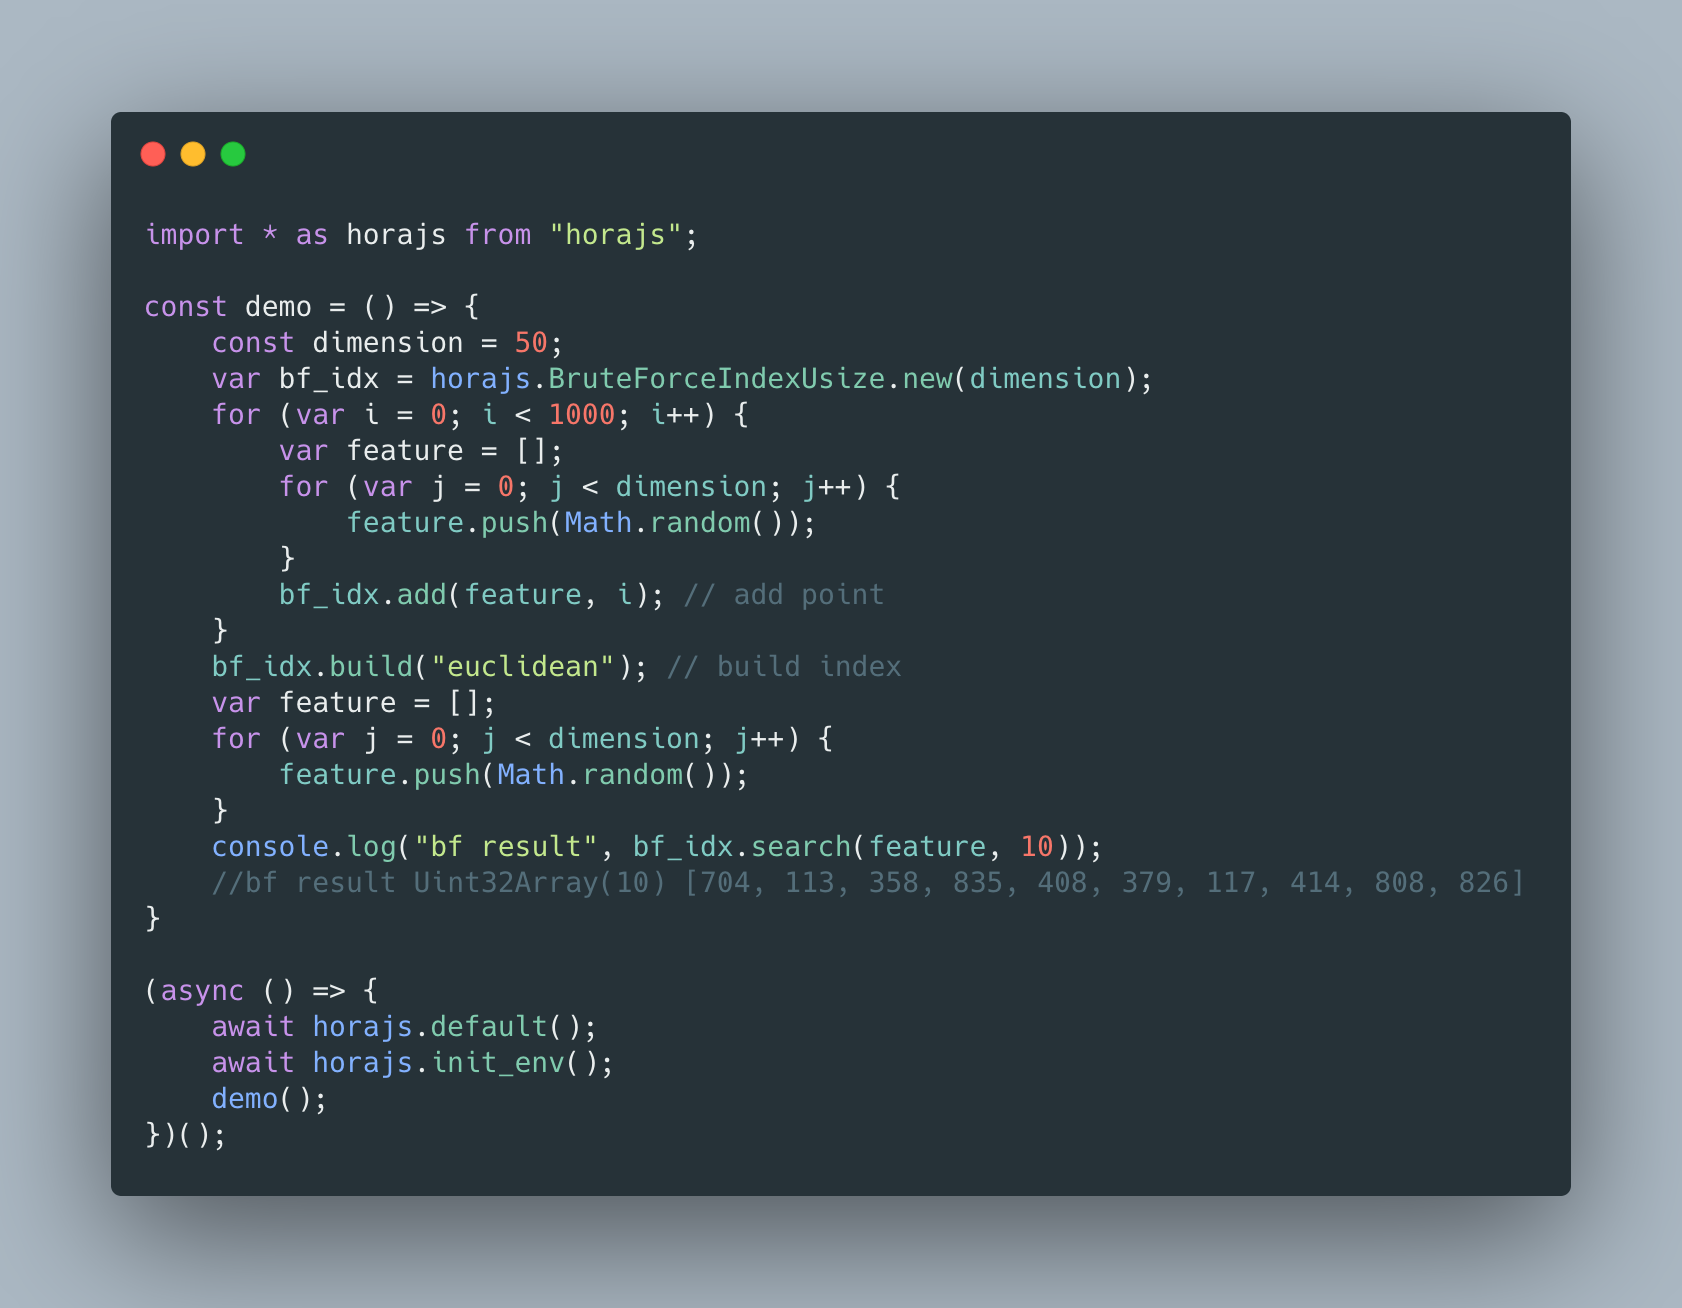 import * as horajs from "horajs";

const demo = () => {
    const dimension = 50;
    var bf_idx = horajs.BruteForceIndexUsize.new(dimension);
    for (var i = 0; i < 1000; i++) {
        var feature = [];
        for (var j = 0; j < dimension; j++) {
            feature.push(Math.random());
        }
        bf_idx.add(feature, i); // add point
    }
    bf_idx.build("euclidean"); // build index
    var feature = [];
    for (var j = 0; j < dimension; j++) {
        feature.push(Math.random());
    }
    console.log("bf result", bf_idx.search(feature, 10));
    //bf result Uint32Array(10) [704, 113, 358, 835, 408, 379, 117, 414, 808, 826]
}

(async () => {
    await horajs.default();
    await horajs.init_env();
    demo();
})();